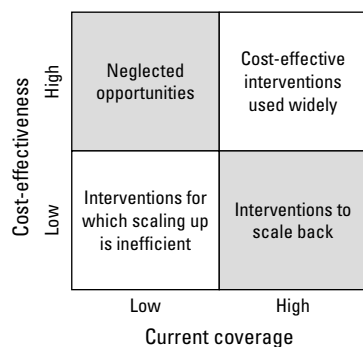 Cost-effectiveness
High
Neglected
opportunities
Cost-effective
interventions
used widely
Low
Interventions for
which scaling up
is inefficient
Interventions to
scale back
Low
High
Current coverage